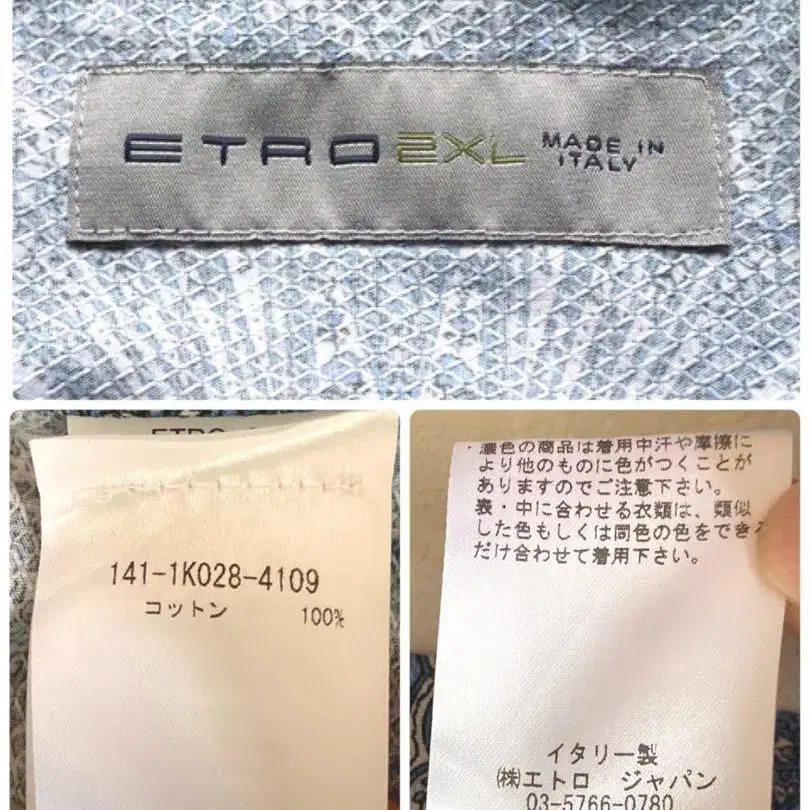 ETRO 2XL MADE IN
ITALY
141-1K028-4109
コットン 100%
・濃色の商品は着用中汗や摩擦に
より他のものに色がつくことが
ありますのでご注意下さい。
表・中に合わせる衣類は、類似
した色もしくは同色の色をできる
だけ合わせて着用下さい。
イタリー製
㈱エトロ ジャパン
03-5766-0780